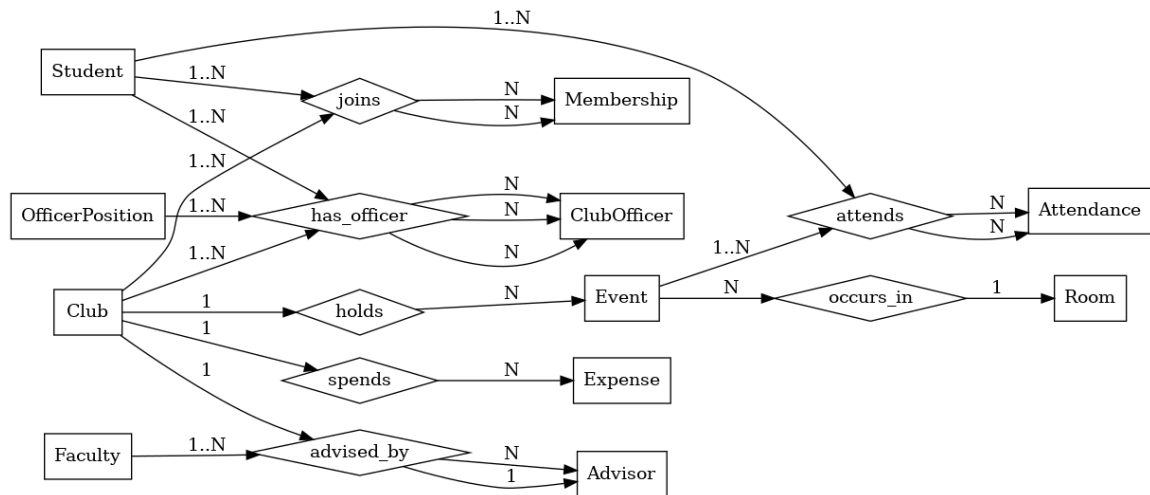 1..N
Student
1..N
joins
N
Membership
N
1..N
1..N
OfficerPosition
1..N
has_officer
N
N
ClubOfficer
N
attends
N
Attendance
N
1..N
1..N
Club
1
holds
N
Event
N
occurs_in
1
Room
1
spends
N
Expense
1
Faculty
1..N
advised_by
N
1
Advisor